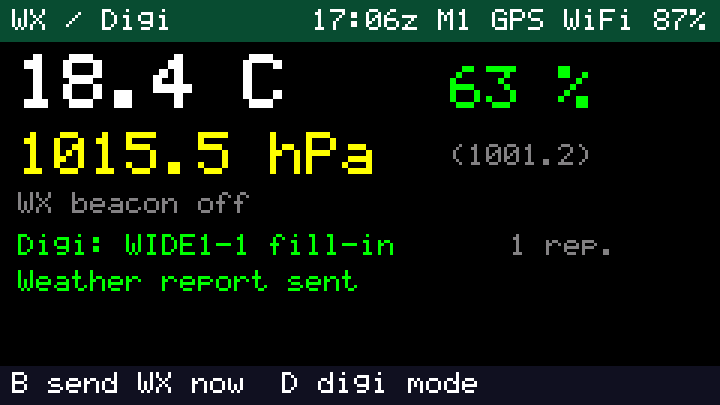 WX / Digi 17:06z M1 GPS WiFi 87%
18.4 C 63 %
1015.5 hPa (1001.2)
WX beacon off
Digi: WIDE1-1 fill-in 1 rep.
Weather report sent
B send WX now D digi mode